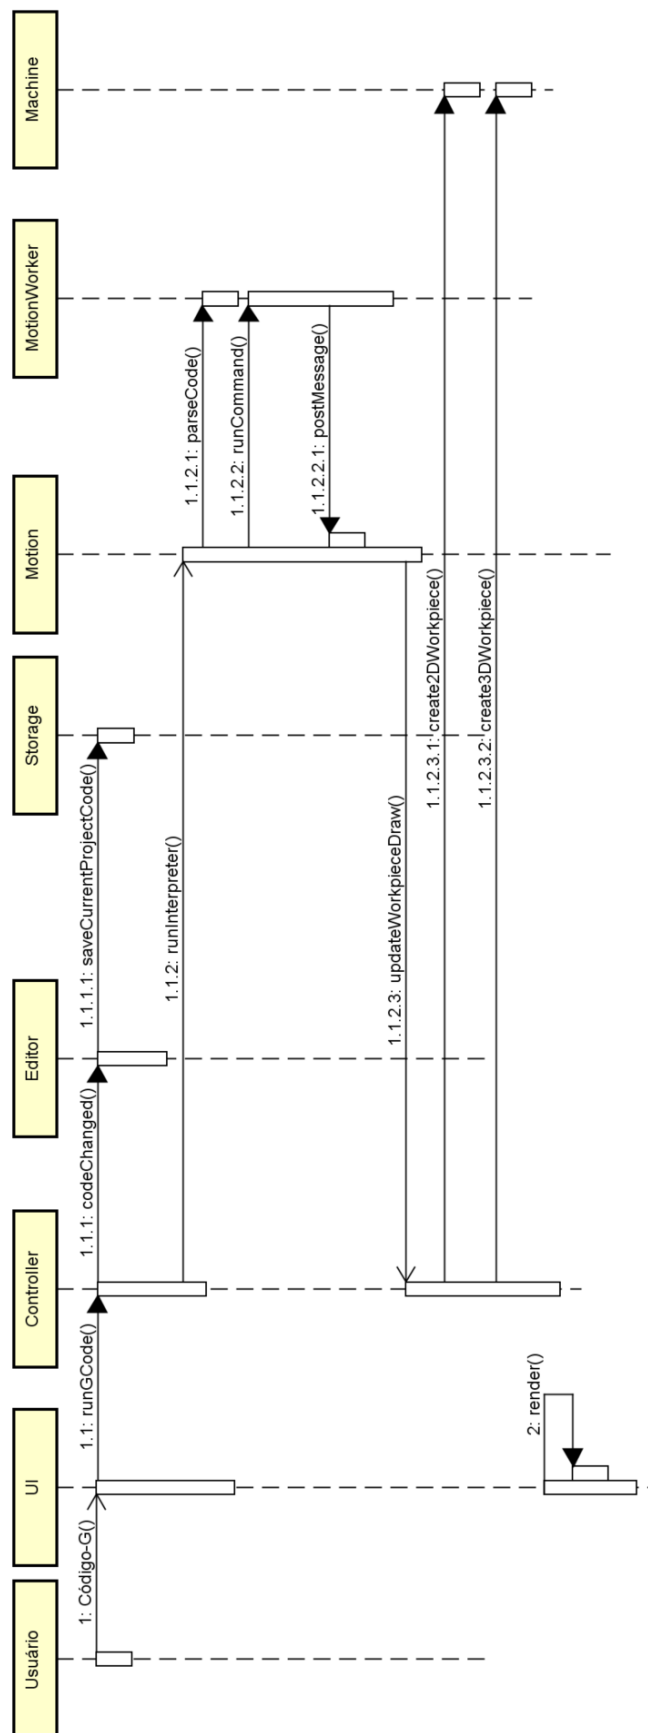 Usuário
UI
Controller
Editor
Storage
Motion
MotionWorker
Machine
1: Código-G()
1.1: runGCode()
1.1.1: codeChanged()
1.1.1.1: saveCurrentProjectCode()
1.1.2: runInterpreter()
1.1.2.1: parseCode()
1.1.2.2: runCommand()
1.1.2.2.1: postMessage()
1.1.2.3: updateWorkpieceDraw()
1.1.2.3.1: create2DWorkpiece()
1.1.2.3.2: create3DWorkpiece()
2: render()